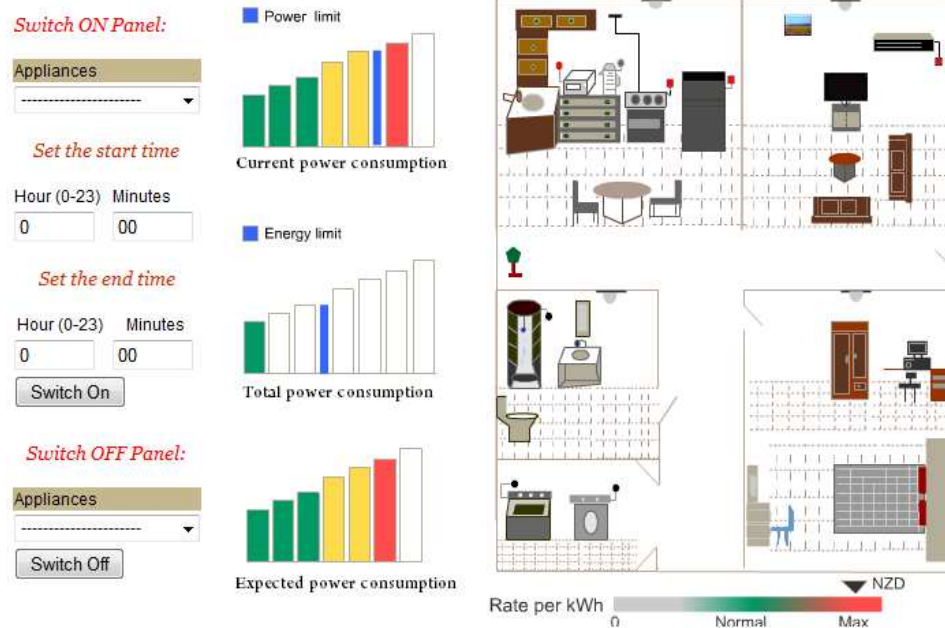 Switch ON Panel:
Appliances
----------------------
Set the start time
Hour (0-23) Minutes
0 00
Set the end time
Hour (0-23) Minutes
0 00
Switch On
Switch OFF Panel:
Appliances
----------------------
Switch Off
Power limit
Current power consumption
Energy limit
Total power consumption
Expected power consumption
NZD
Rate per kWh
0 Normal Max